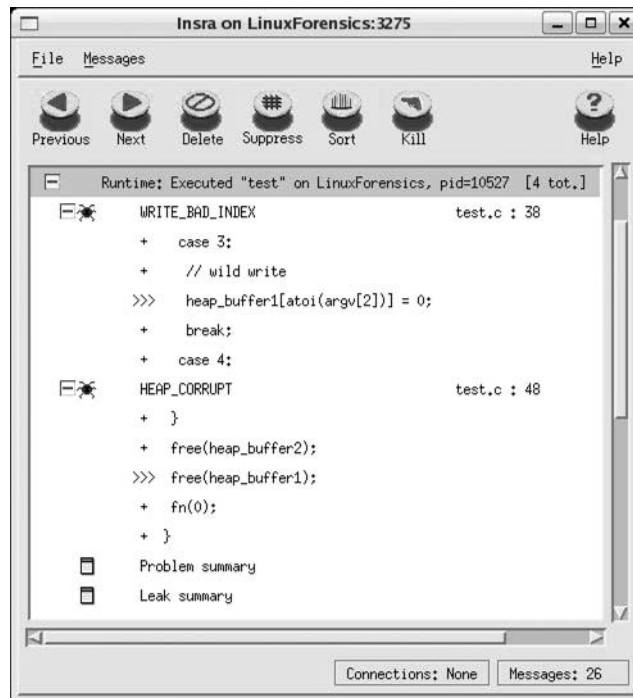 Insra on LinuxForensics:3275
File Messages Help
Previous Next Delete Suppress Sort Kill Help
Runtime: Executed "test" on LinuxForensics, pid=10527 [4 tot.]
WRITE_BAD_INDEX test.c : 38
+ case 3:
+ // wild write
>>> heap_buffer1[atoi(argv[2])] = 0;
+ break;
+ case 4:
HEAP_CORRUPT test.c : 48
+ }
+ free(heap_buffer2);
>>> free(heap_buffer1);
+ fn(0);
+ }
Problem summary
Leak summary
Connections: None Messages: 26